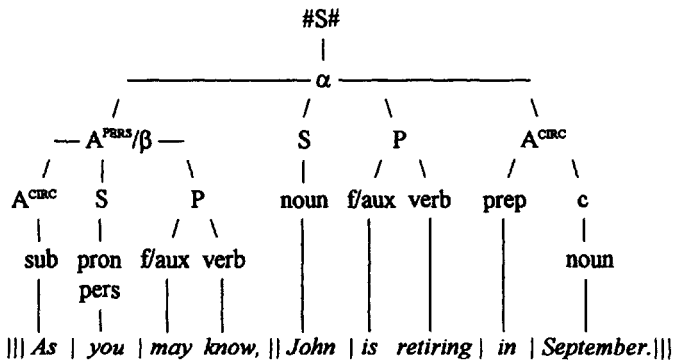 #S#
α
A^PERS/β S P A^CIRC
A^CIRC S P noun f/aux verb prep c
sub pron f/aux verb noun
pers
||| As | you | may know, || John | is retiring | in | September.|||